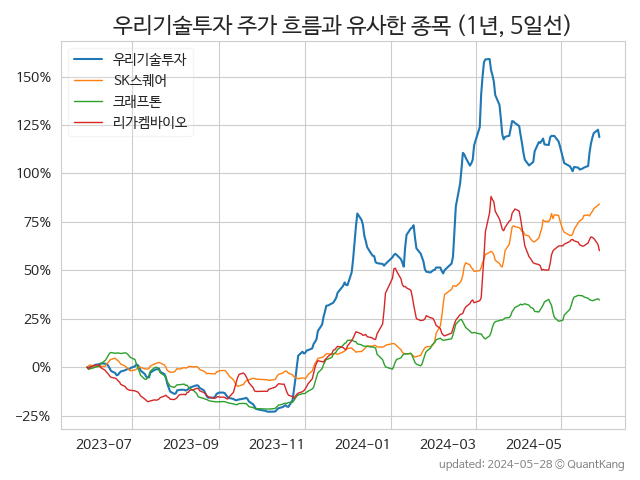 우리기술투자 주가 흐름과 유사한 종목 (1년, 5일선)
우리기술투자
SK스퀘어
크래프톤
리가켐바이오
150%
125%
100%
75%
50%
25%
0%
−25%
2023−07 2023−09 2023−11 2024−01 2024−03 2024−05
updated: 2024-05-28 ⓒ QuantKang